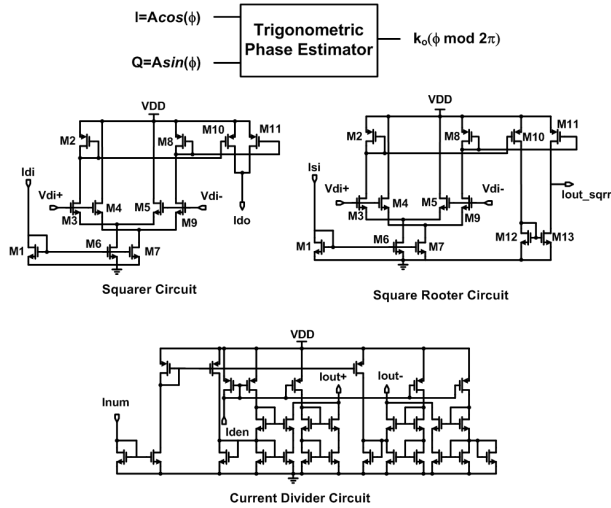 I=Acos(ϕ)
Q=Asin(ϕ)
Trigonometric
Phase Estimator
kₒ(ϕ mod 2π)
VDD
M2
M8
M10
M11
Idi
Vdi+
M3
M4
M5
M9
Vdi-
Ido
M1
M6
M7
Squarer Circuit
VDD
M2
M8
M10
M11
Isi
Vdi+
M3
M4
M5
M9
Vdi-
Iout_sqrr
M1
M6
M7
M12
M13
Square Rooter Circuit
VDD
Iout+
Iout-
Inum
Iden
Current Divider Circuit